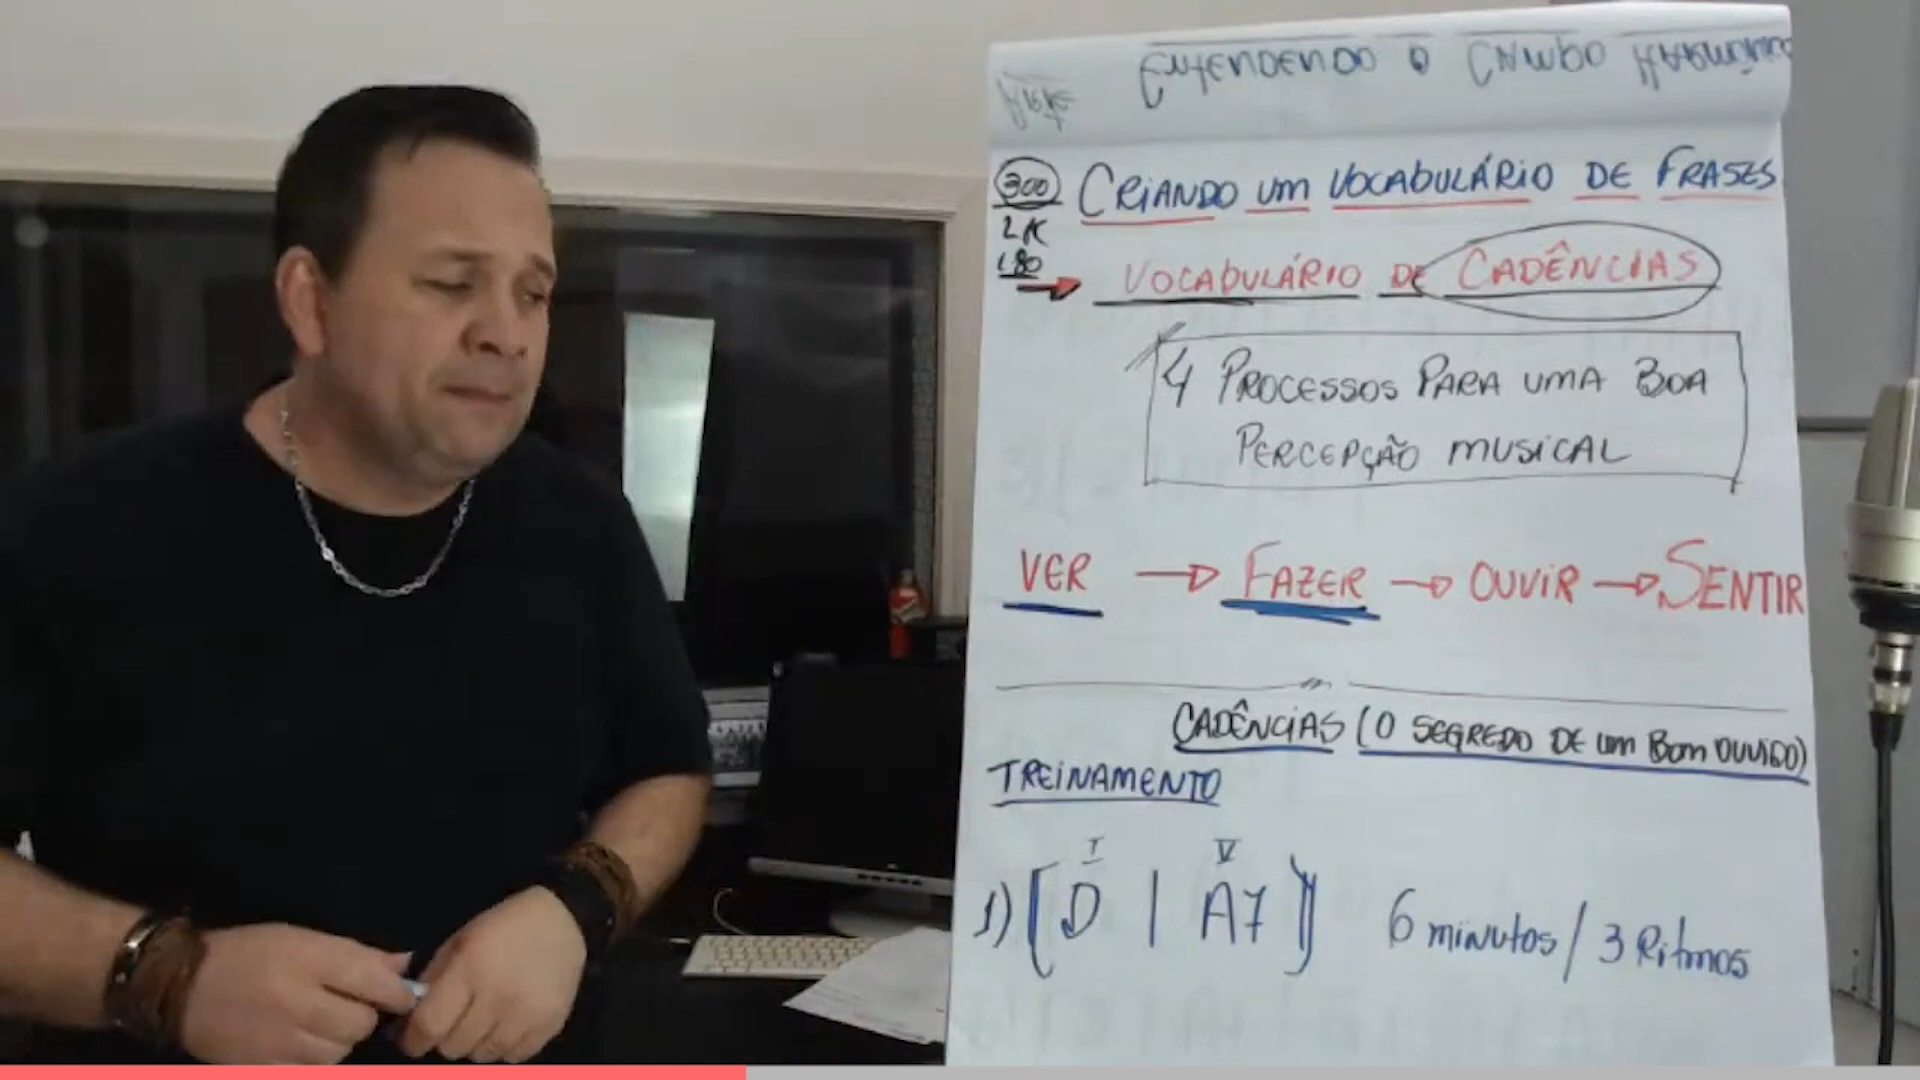 Entendendo o Campo Harmônico
300 Criando um Vocabulário de Frases
2K
180
Vocabulário de Cadências
4 Processos Para uma Boa
Percepção Musical
Ver → Fazer → Ouvir → Sentir
Cadências (o segredo de um bom ouvido)
Treinamento
I V
1) [D | A7] 6 minutos / 3 Ritmos